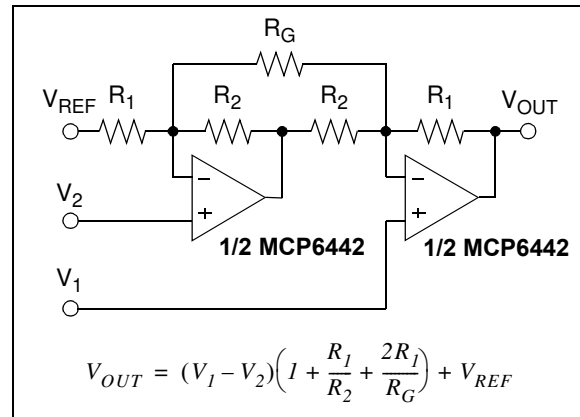 R_G
V_REF R_1 R_2 R_2 R_1 V_OUT
−
+
−
+
V_2
1/2 MCP6442 1/2 MCP6442
V_1
V_OUT = (V_1 – V_2)(1 + R_1/R_2 + 2R_1/R_G) + V_REF